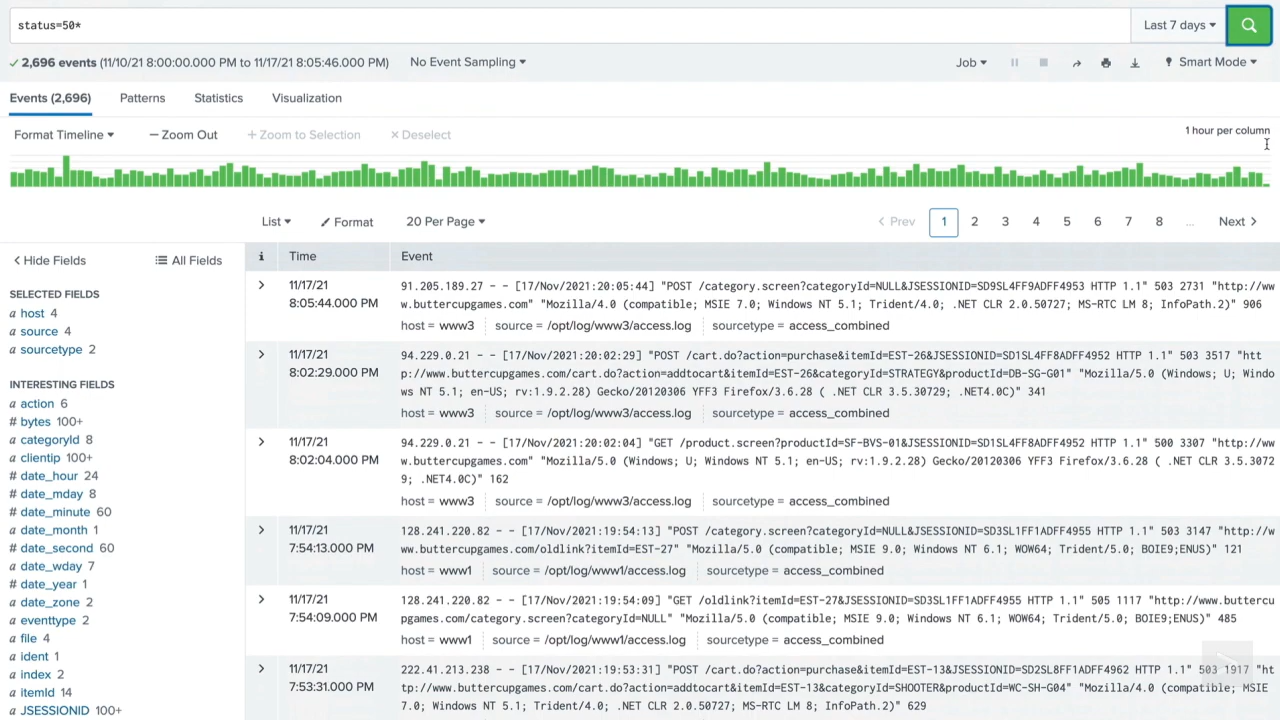 status=50*
Last 7 days
2,696 events (11/10/21 8:00:00.000 PM to 11/17/21 8:05:46.000 PM)
No Event Sampling
Job
Smart Mode
Events (2,696)
Patterns
Statistics
Visualization
Format Timeline
— Zoom Out
+ Zoom to Selection
× Deselect
1 hour per column
List
Format
20 Per Page
< Prev
1
2
3
4
5
6
7
8
...
Next >
< Hide Fields
All Fields
SELECTED FIELDS
a host 4
a source 4
a sourcetype 2
INTERESTING FIELDS
a action 6
# bytes 100+
a categoryId 8
a clientip 100+
# date_hour 24
# date_mday 8
# date_minute 60
a date_month 1
# date_second 60
a date_wday 7
# date_year 1
a date_zone 2
a eventtype 2
a file 4
a ident 1
a index 2
a itemId 14
a JSESSIONID 100+
i
Time
Event
11/17/21
8:05:44.000 PM
91.205.189.27 - - [17/Nov/2021:20:05:44] "POST /category.screen?categoryId=NULL&JSESSIONID=SD9SL4FF9ADFF4953 HTTP 1.1" 503 2731 "http://ww
w.buttercupgames.com" "Mozilla/4.0 (compatible; MSIE 7.0; Windows NT 5.1; Trident/4.0; .NET CLR 2.0.50727; MS-RTC LM 8; InfoPath.2)" 906
host = www3 source = /opt/log/www3/access.log sourcetype = access_combined
11/17/21
8:02:29.000 PM
94.229.0.21 - - [17/Nov/2021:20:02:29] "POST /cart.do?action=purchase&itemId=EST-26&JSESSIONID=SD1SL4FF8ADFF4952 HTTP 1.1" 503 3517 "htt
p://www.buttercupgames.com/cart.do?action=addtocart&itemId=EST-26&categoryId=STRATEGY&productId=DB-SG-G01" "Mozilla/5.0 (Windows; U; Windo
ws NT 5.1; en-US; rv:1.9.2.28) Gecko/20120306 YFF3 Firefox/3.6.28 ( .NET CLR 3.5.30729; .NET4.0C)" 341
host = www3 source = /opt/log/www3/access.log sourcetype = access_combined
11/17/21
8:02:04.000 PM
94.229.0.21 - - [17/Nov/2021:20:02:04] "GET /product.screen?productId=SF-BVS-01&JSESSIONID=SD1SL4FF8ADFF4952 HTTP 1.1" 500 3307 "http://ww
w.buttercupgames.com" "Mozilla/5.0 (Windows; U; Windows NT 5.1; en-US; rv:1.9.2.28) Gecko/20120306 YFF3 Firefox/3.6.28 ( .NET CLR 3.5.3072
9; .NET4.0C)" 162
host = www3 source = /opt/log/www3/access.log sourcetype = access_combined
11/17/21
7:54:13.000 PM
128.241.220.82 - - [17/Nov/2021:19:54:13] "POST /category.screen?categoryId=NULL&JSESSIONID=SD3SL1FF1ADFF4955 HTTP 1.1" 503 3147 "http://w
ww.buttercupgames.com/oldlink?itemId=EST-27" "Mozilla/5.0 (compatible; MSIE 9.0; Windows NT 6.1; WOW64; Trident/5.0; BOIE9;ENUS)" 121
host = www1 source = /opt/log/www1/access.log sourcetype = access_combined
11/17/21
7:54:09.000 PM
128.241.220.82 - - [17/Nov/2021:19:54:09] "GET /oldlink?itemId=EST-27&JSESSIONID=SD3SL1FF1ADFF4955 HTTP 1.1" 505 1117 "http://www.buttercu
pgames.com/category.screen?categoryId=NULL" "Mozilla/5.0 (compatible; MSIE 9.0; Windows NT 6.1; WOW64; Trident/5.0; BOIE9;ENUS)" 485
host = www1 source = /opt/log/www1/access.log sourcetype = access_combined
11/17/21
7:53:31.000 PM
222.41.213.238 - - [17/Nov/2021:19:53:31] "POST /cart.do?action=purchase&itemId=EST-13&JSESSIONID=SD2SL8FF1ADFF4962 HTTP 1.1" 503 1917 "ht
tp://www.buttercupgames.com/cart.do?action=addtocart&itemId=EST-13&categoryId=SHOOTER&productId=WC-SH-G04" "Mozilla/4.0 (compatible; MSIE
7.0; Windows NT 5.1; Trident/4.0; .NET CLR 2.0.50727; MS-RTC LM 8; InfoPath.2)" 629